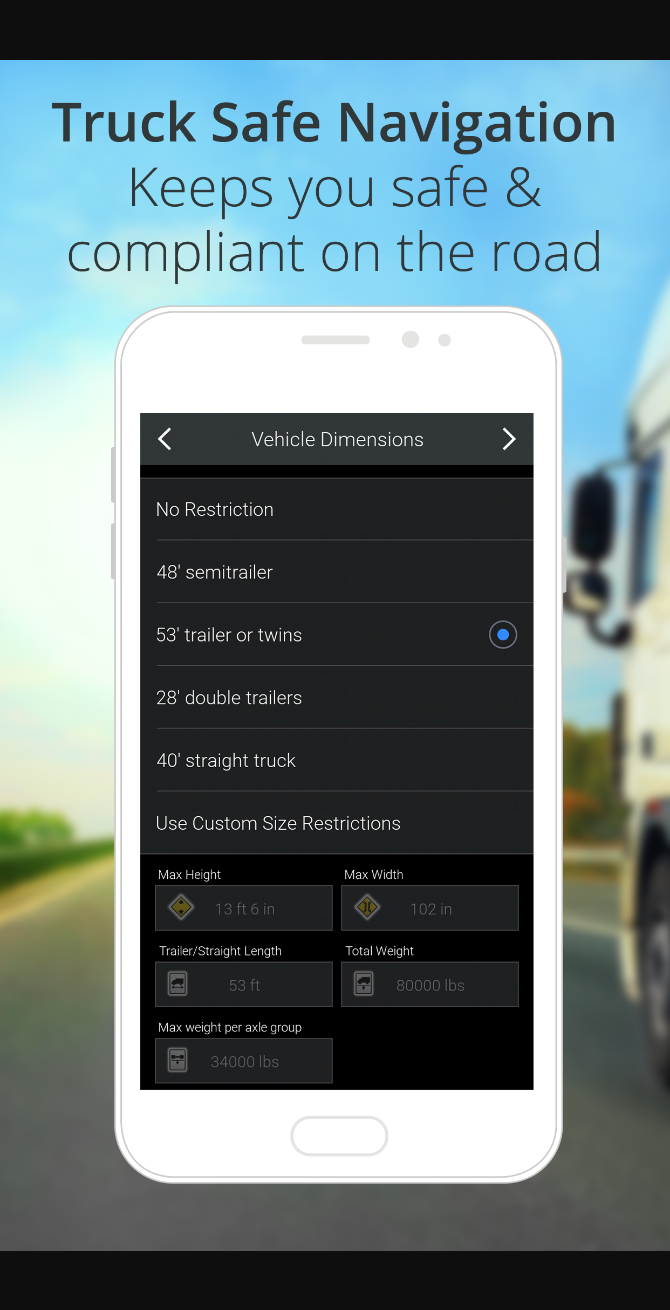 Truck Safe Navigation
Keeps you safe &
compliant on the road
Vehicle Dimensions
No Restriction
48' semitrailer
53' trailer or twins
28' double trailers
40' straight truck
Use Custom Size Restrictions
Max Height Max Width
13 ft 6 in 102 in
Trailer/Straight Length Total Weight
53 ft 80000 lbs
Max weight per axle group
34000 lbs